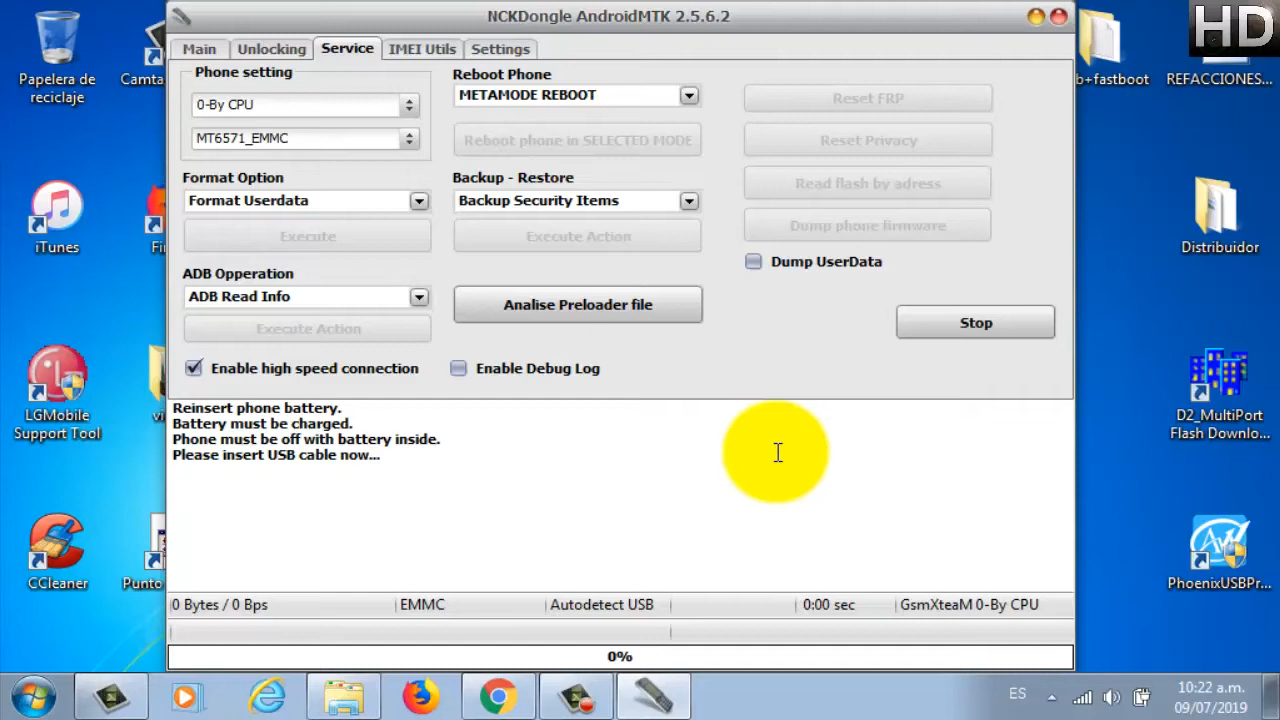 NCKDongle AndroidMTK 2.5.6.2
HD
Main
Unlocking
Service
IMEI Utils
Settings
Phone setting
0-By CPU
MT6571_EMMC
Format Option
Format Userdata
Execute
ADB Opperation
ADB Read Info
Execute Action
Enable high speed connection
Reboot Phone
METAMODE REBOOT
Reboot phone in SELECTED MODE
Backup - Restore
Backup Security Items
Execute Action
Analise Preloader file
Enable Debug Log
Reset FRP
Reset Privacy
Read flash by adress
Dump phone firmware
Dump UserData
Stop
Reinsert phone battery.
Battery must be charged.
Phone must be off with battery inside.
Please insert USB cable now...
0 Bytes / 0 Bps
EMMC
Autodetect USB
0:00 sec
GsmXteaM 0-By CPU
0%
Papelera de
reciclaje
Camta
iTunes
Fi
LGMobile
Support Tool
vi
CCleaner
Punto
b+fastboot
REFACCIONES...
Distribuidor
D2_MultiPort
Flash Downlo...
PhoenixUSBPr...
ES
10:22 a.m.
09/07/2019